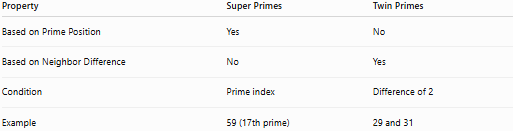 Property Super Primes Twin Primes
Based on Prime Position Yes No
Based on Neighbor Difference No Yes
Condition Prime index Difference of 2
Example 59 (17th prime) 29 and 31